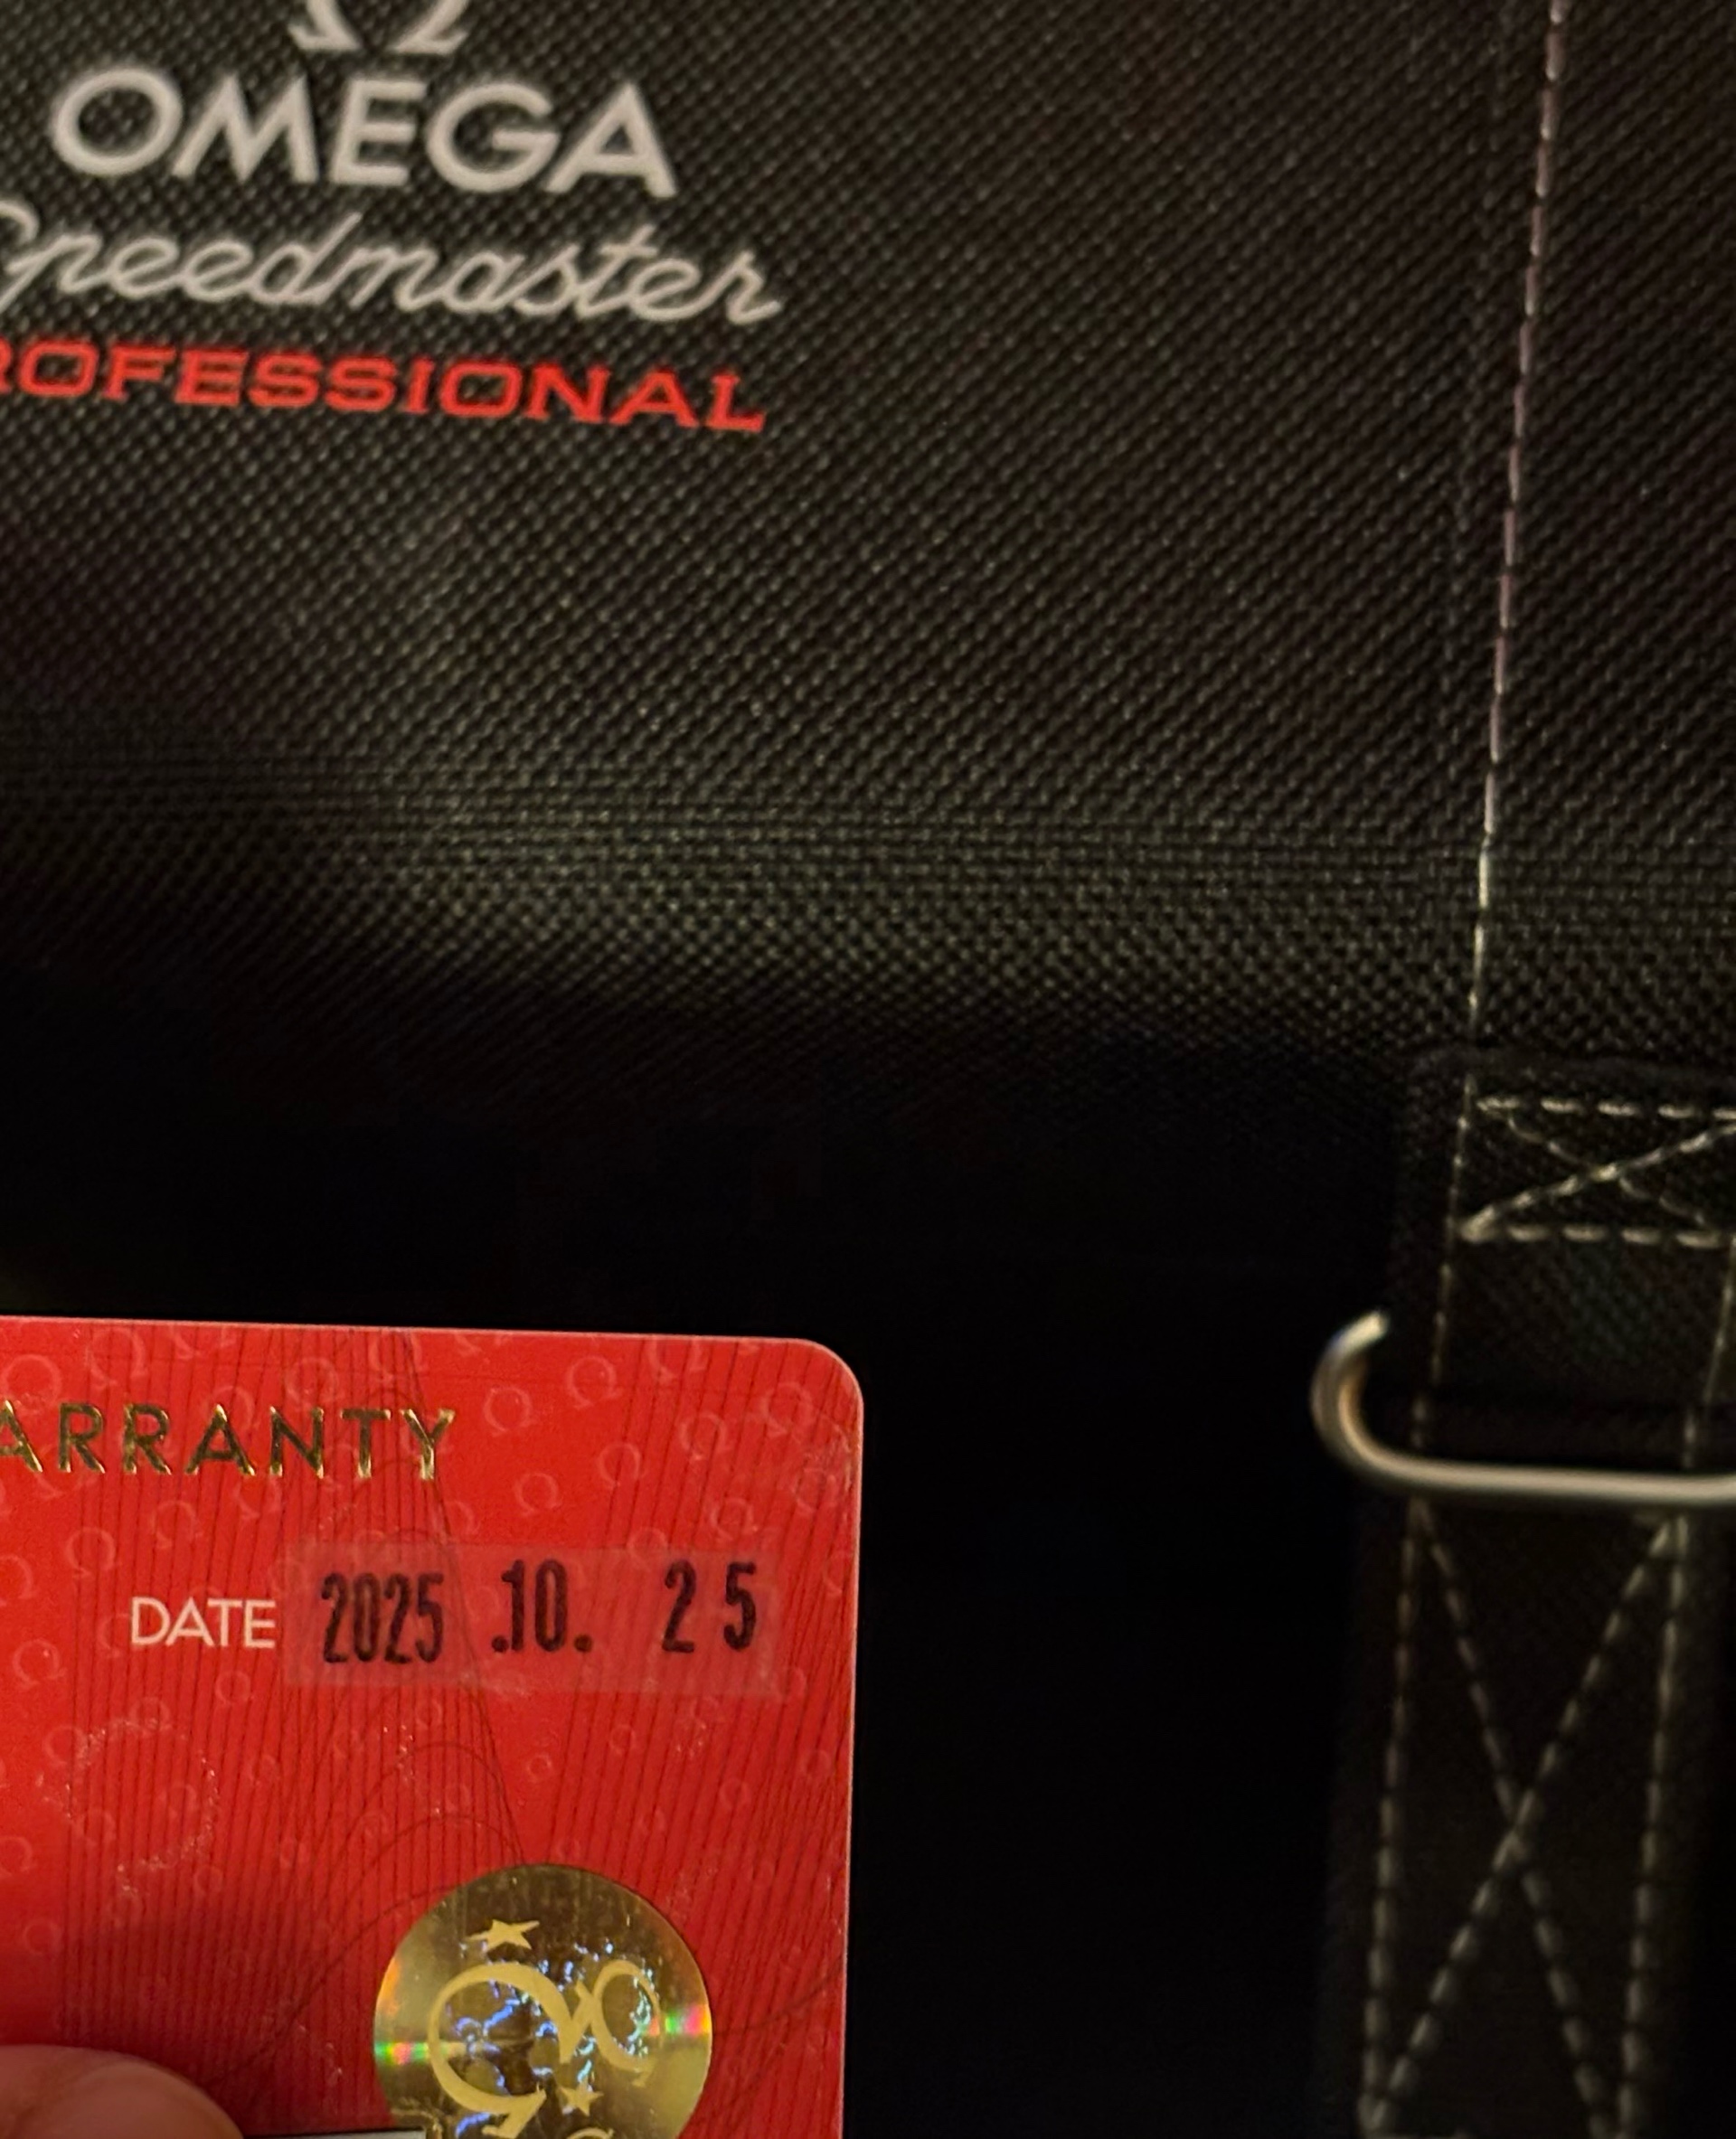 OMEGA
Speedmaster
ROFESSIONAL
ARRANTY
DATE 2025 .10. 25